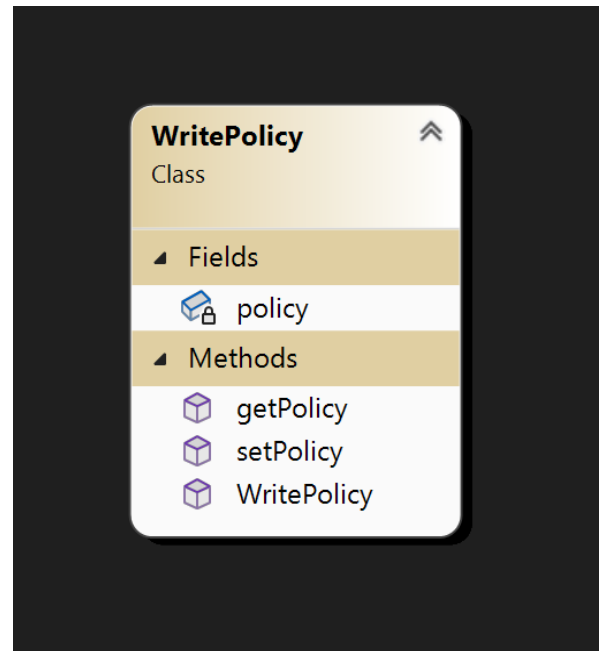 WritePolicy
Class
Fields
policy
Methods
getPolicy
setPolicy
WritePolicy